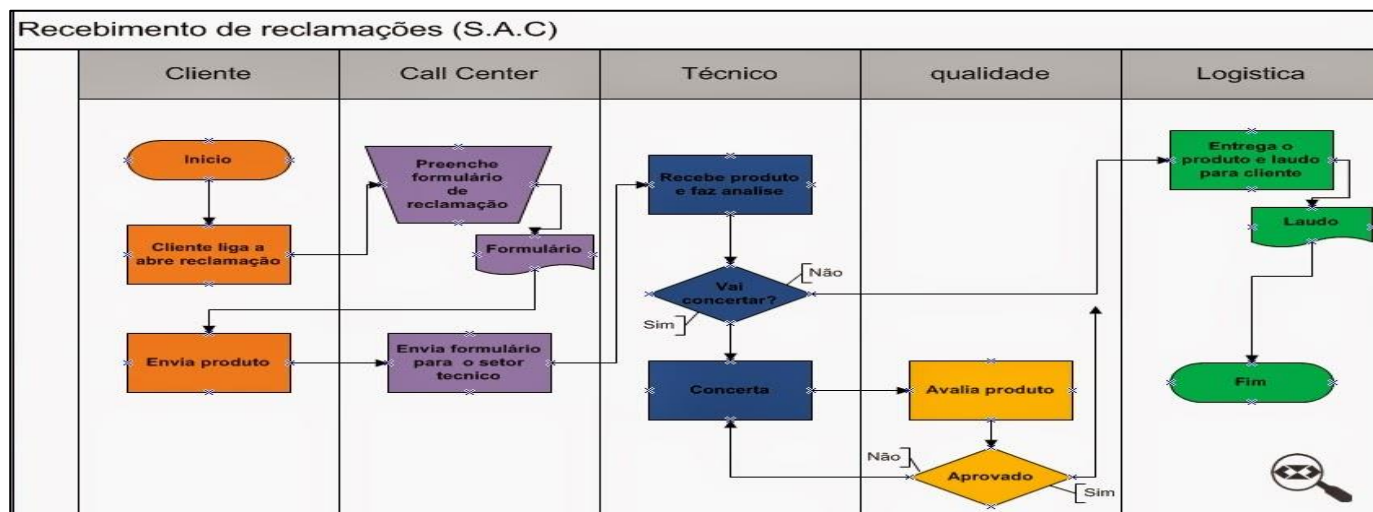 Recebimento de reclamações (S.A.C)
Cliente
Call Center
Técnico
qualidade
Logistica
Inicio
Cliente liga a
abre reclamação
Envia produto
Preenche
formulário
de
reclamação
Formulário
Envia formulário
para o setor
tecnico
Recebe produto
e faz analise
Vai
concertar?
Não
Sim
Concerta
Avalia produto
Aprovado
Não
Sim
Entrega o
produto e laudo
para cliente
Laudo
Fim